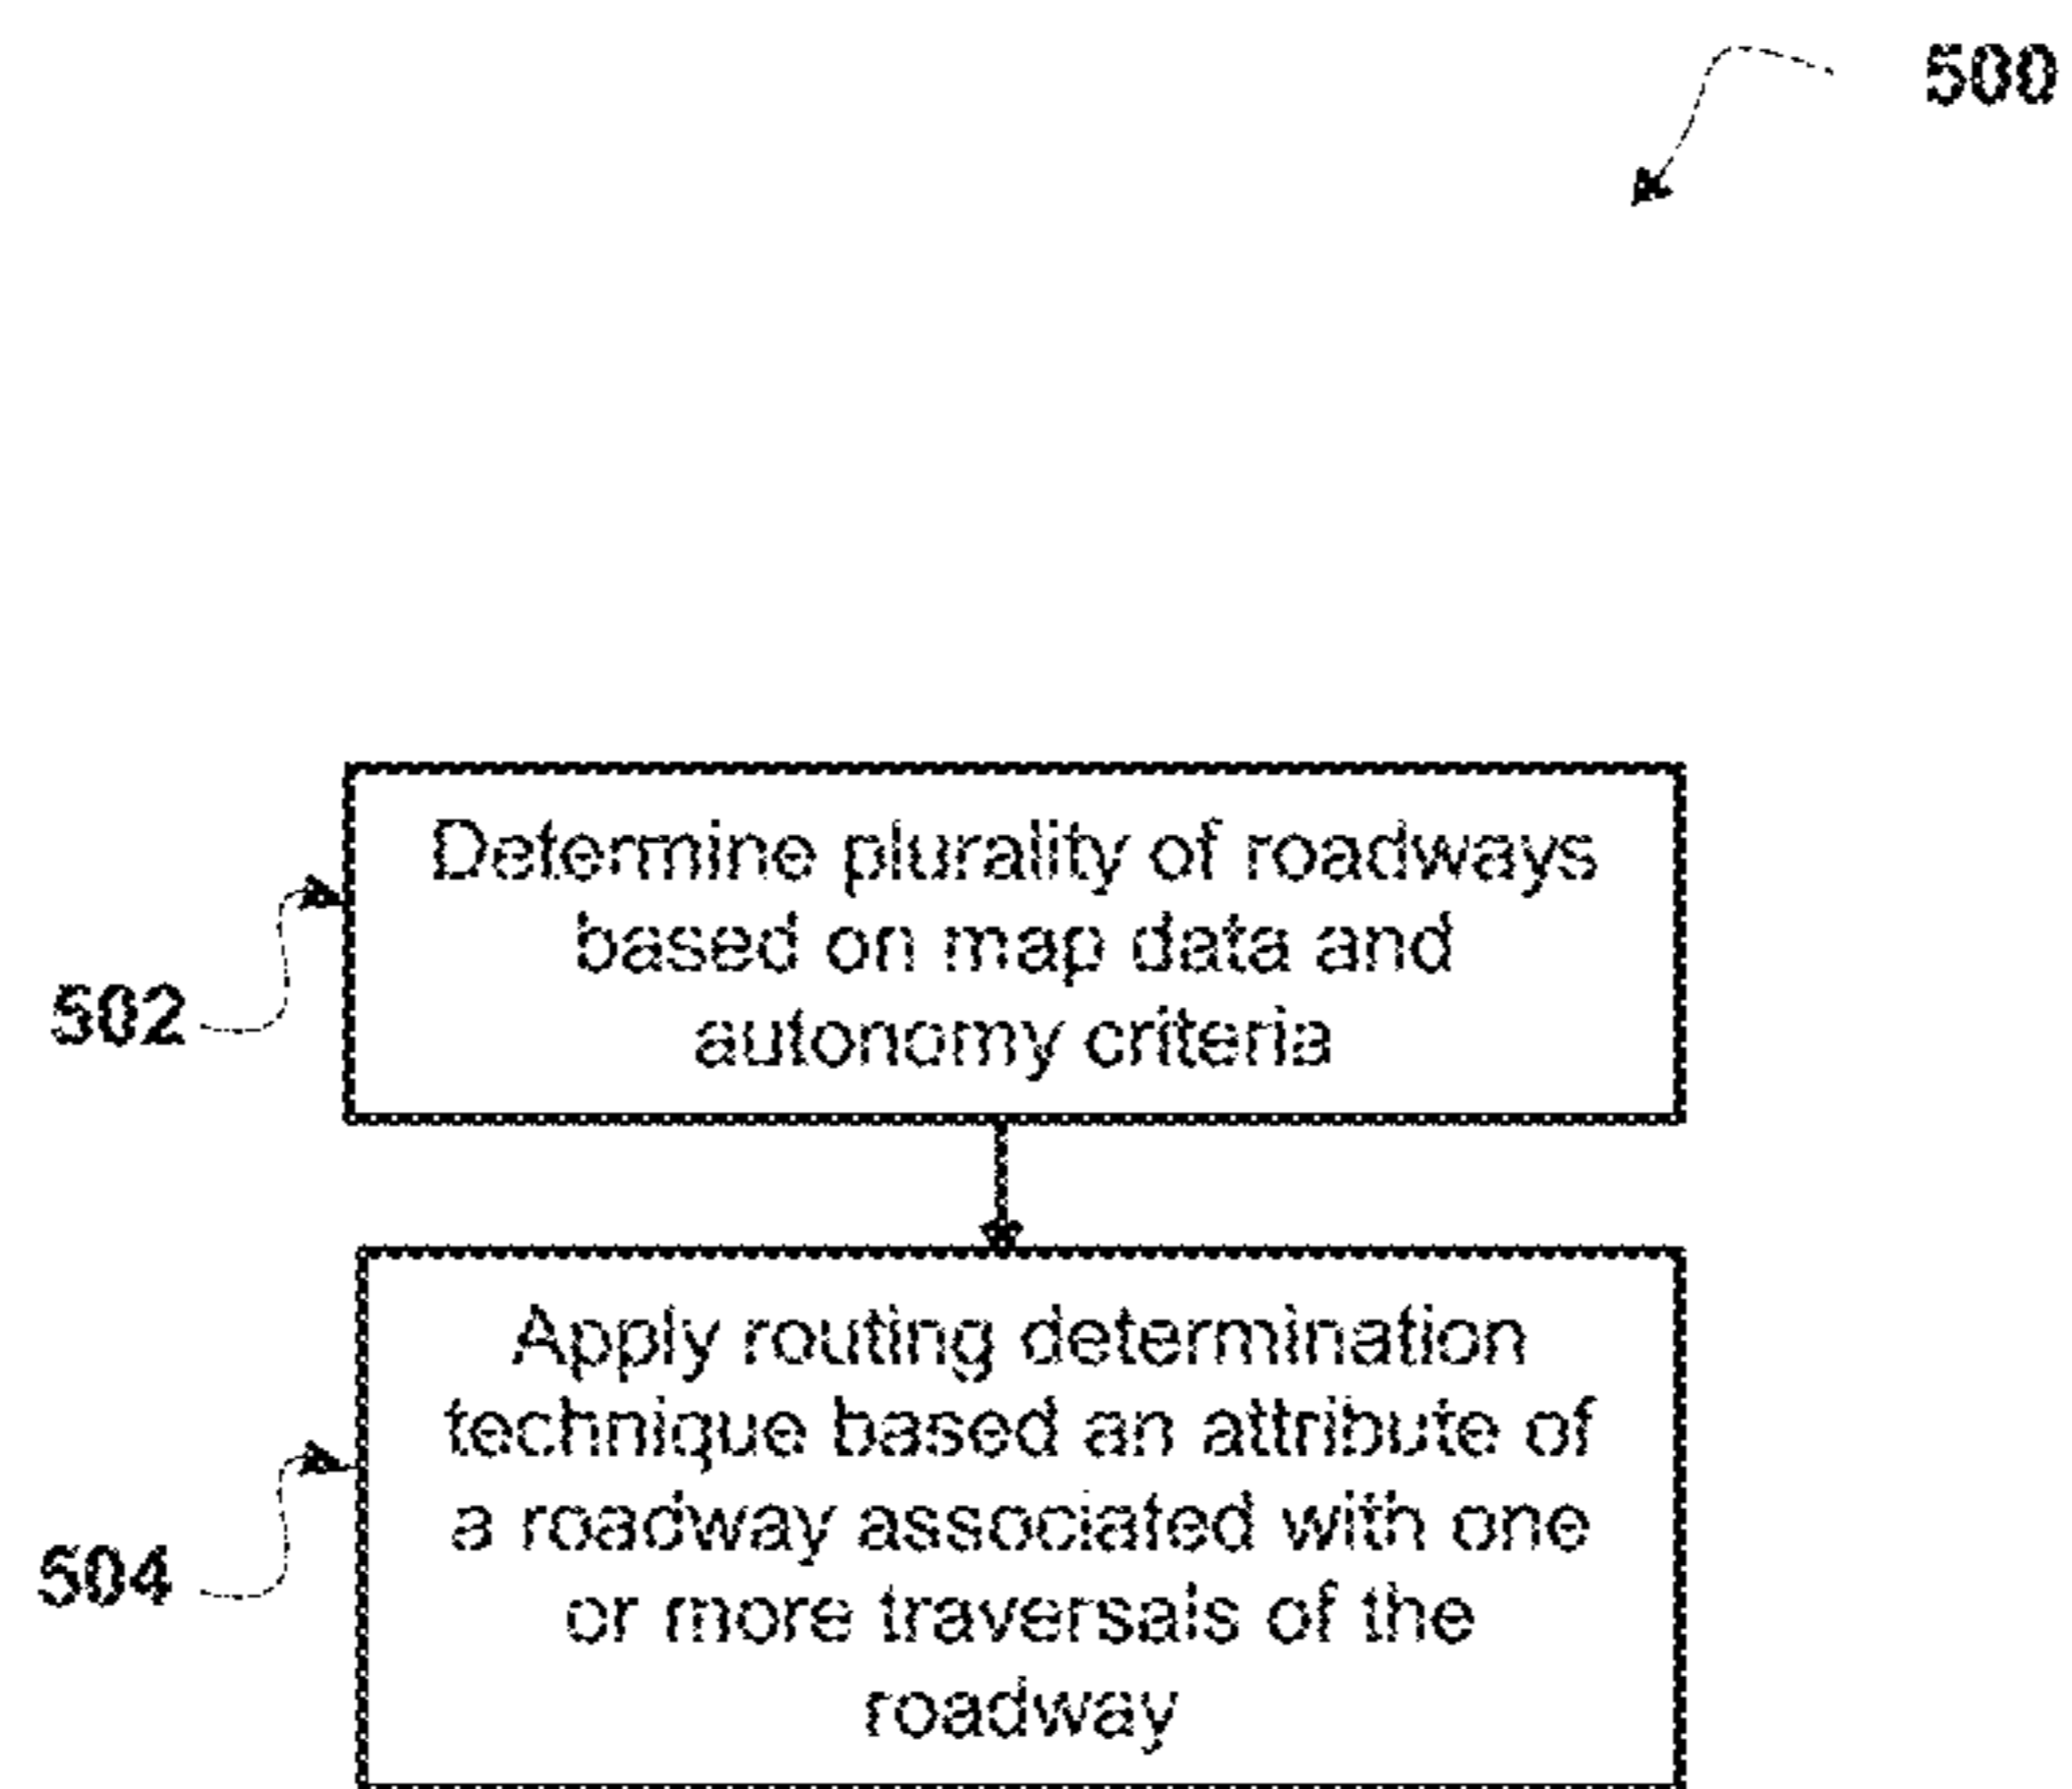 500
Determine plurality of roadways
based on map data and
autonomy criteria
502
Apply routing determination
technique based an attribute of
a roadway associated with one
or more traversals of the
roadway
504